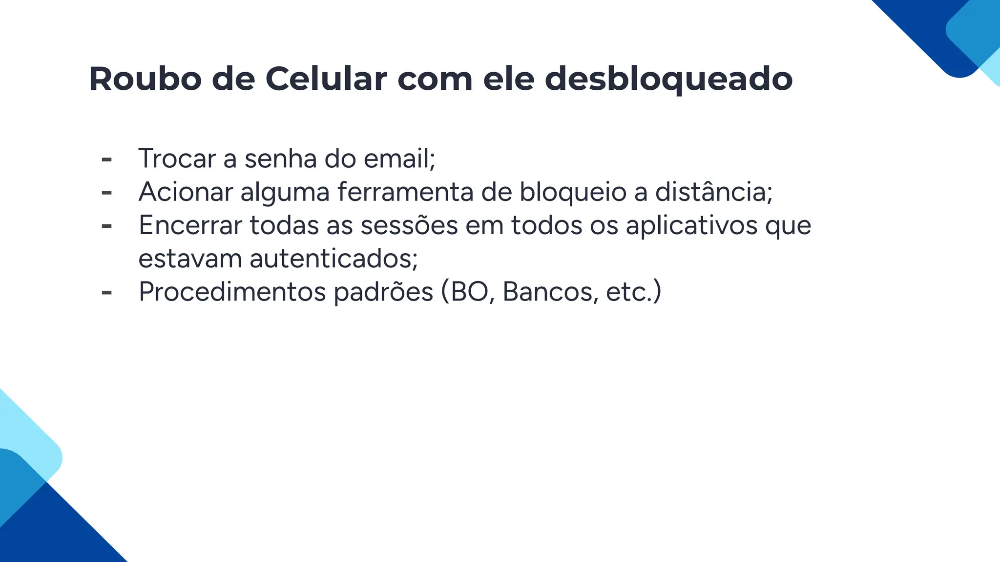 Roubo de Celular com ele desbloqueado
- Trocar a senha do email;
- Acionar alguma ferramenta de bloqueio a distância;
- Encerrar todas as sessões em todos os aplicativos que
estavam autenticados;
- Procedimentos padrões (BO, Bancos, etc.)